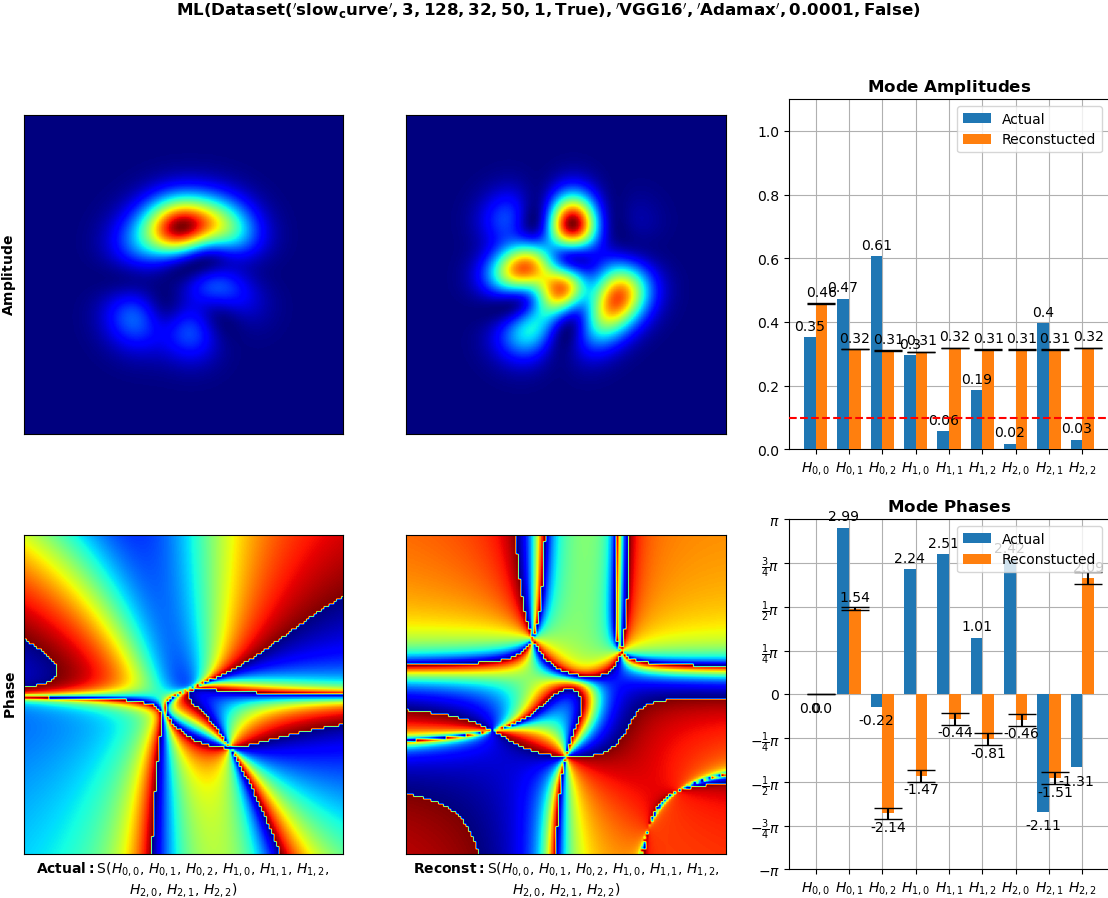 ML(Dataset('slow_curve', 3, 128, 32, 50, 1, True), 'VGG16', 'Adamax', 0.0001, False)
Amplitude
Mode Amplitudes
Actual
Reconstucted
1.0
0.8
0.6
0.4
0.2
0.0
0.35
0.46
0.47
0.32
0.61
0.31
0.3
0.31
0.06
0.32
0.19
0.31
0.02
0.31
0.4
0.31
0.03
0.32
H0,0 H0,1 H0,2 H1,0 H1,1 H1,2 H2,0 H2,1 H2,2
Phase
Actual: S(H0,0, H0,1, H0,2, H1,0, H1,1, H1,2,
H2,0, H2,1, H2,2)
Reconst: S(H0,0, H0,1, H0,2, H1,0, H1,1, H1,2,
H2,0, H2,1, H2,2)
Mode Phases
Actual
Reconstucted
π
3/4π
1/2π
1/4π
0
−1/4π
−1/2π
−3/4π
−π
0.0
0.0
2.99
1.54
-0.22
-2.14
2.24
-1.47
2.51
-0.44
1.01
-0.81
2.42
-0.46
-2.11
-1.51
-1.31
H0,0 H0,1 H0,2 H1,0 H1,1 H1,2 H2,0 H2,1 H2,2